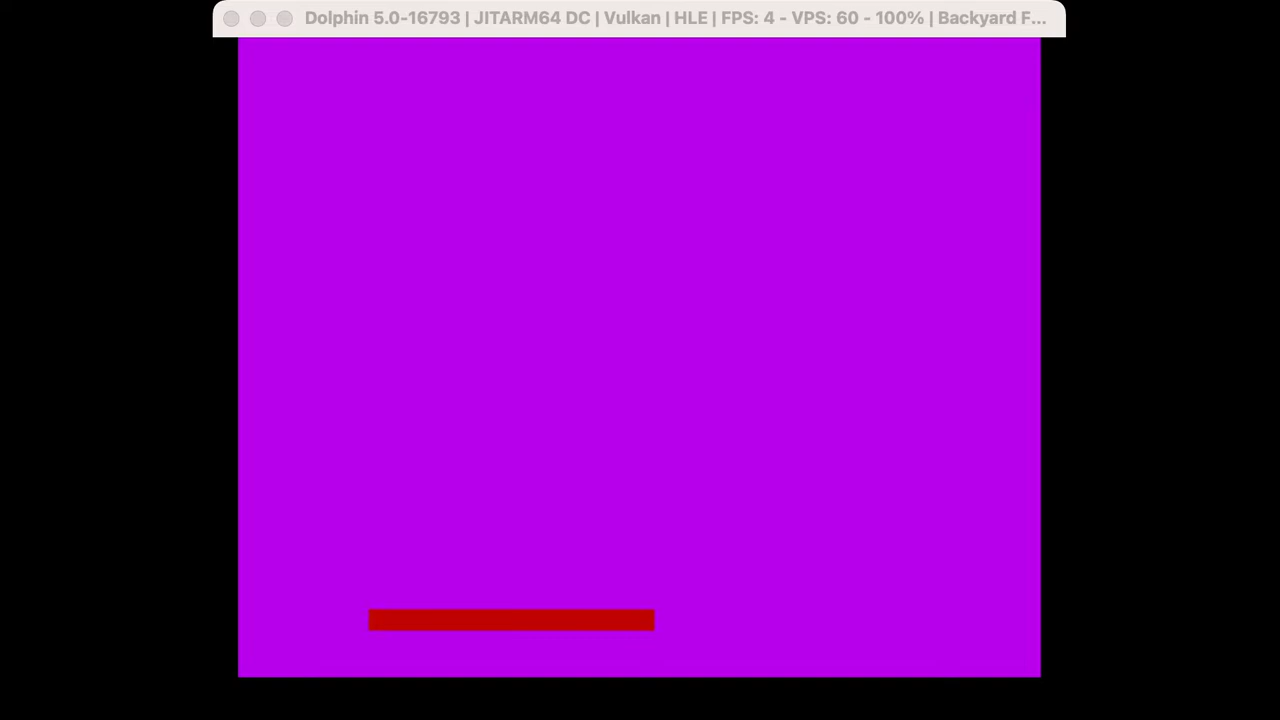 Dolphin 5.0-16793 | JITARM64 DC | Vulkan | HLE | FPS: 4 - VPS: 60 - 100% | Backyard F...